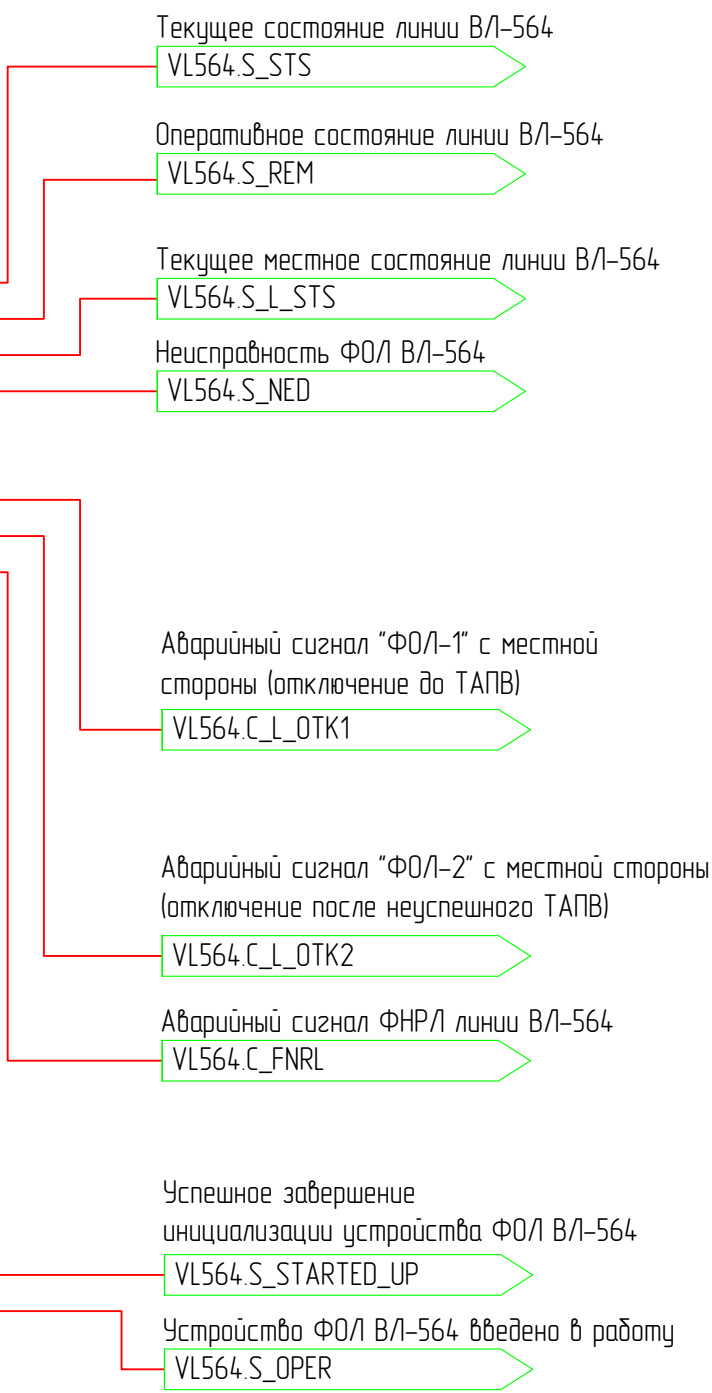 Текущее состояние линии ВЛ-564
VL564.S_STS
Оперативное состояние линии ВЛ-564
VL564.S_REM
Текущее местное состояние линии ВЛ-564
VL564.S_L_STS
Неисправность ФОЛ ВЛ-564
VL564.S_NED
Аварийный сигнал "ФОЛ-1" с местной
стороны (отключение до ТАПВ)
VL564.C_L_OTK1
Аварийный сигнал "ФОЛ-2" с местной стороны
(отключение после неуспешного ТАПВ)
VL564.C_L_OTK2
Аварийный сигнал ФНРЛ линии ВЛ-564
VL564.C_FNRL
Успешное завершение
инициализации устройства ФОЛ ВЛ-564
VL564.S_STARTED_UP
Устройство ФОЛ ВЛ-564 введено в работу
VL564.S_OPER